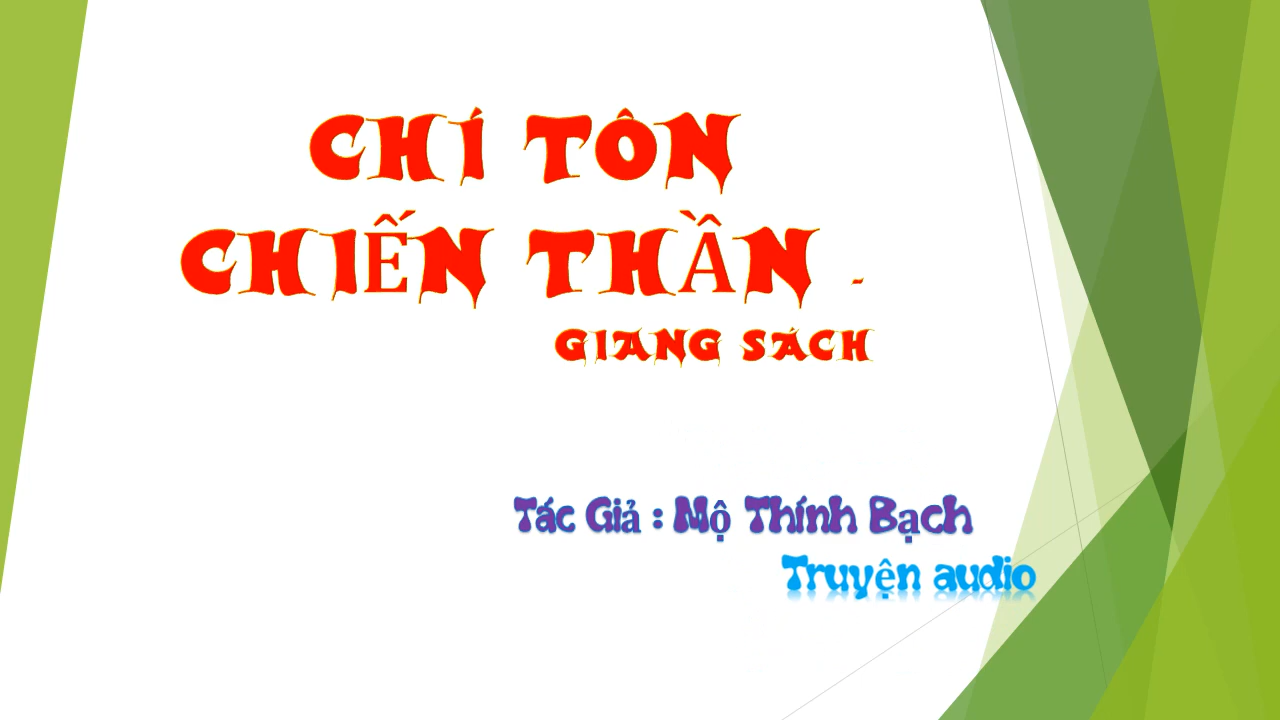 CHÍ TÔN
CHIẾN THẦN -
GIANG SÁCH
Tác Giả : Mộ Thính Bạch
Truyện audio